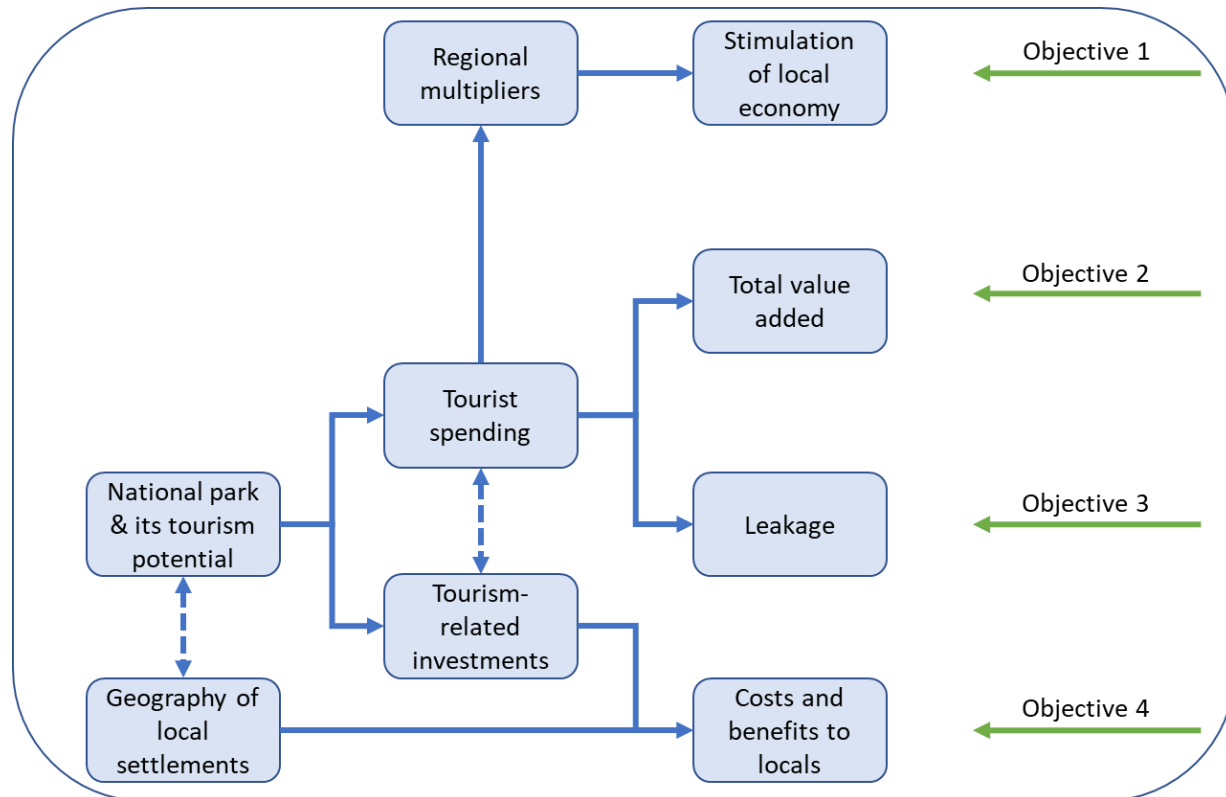 Regional
multipliers
Stimulation
of local
economy
Objective 1
Total value
added
Objective 2
Tourist
spending
National park
& its tourism
potential
Leakage
Objective 3
Tourism-
related
investments
Geography of
local
settlements
Costs and
benefits to
locals
Objective 4